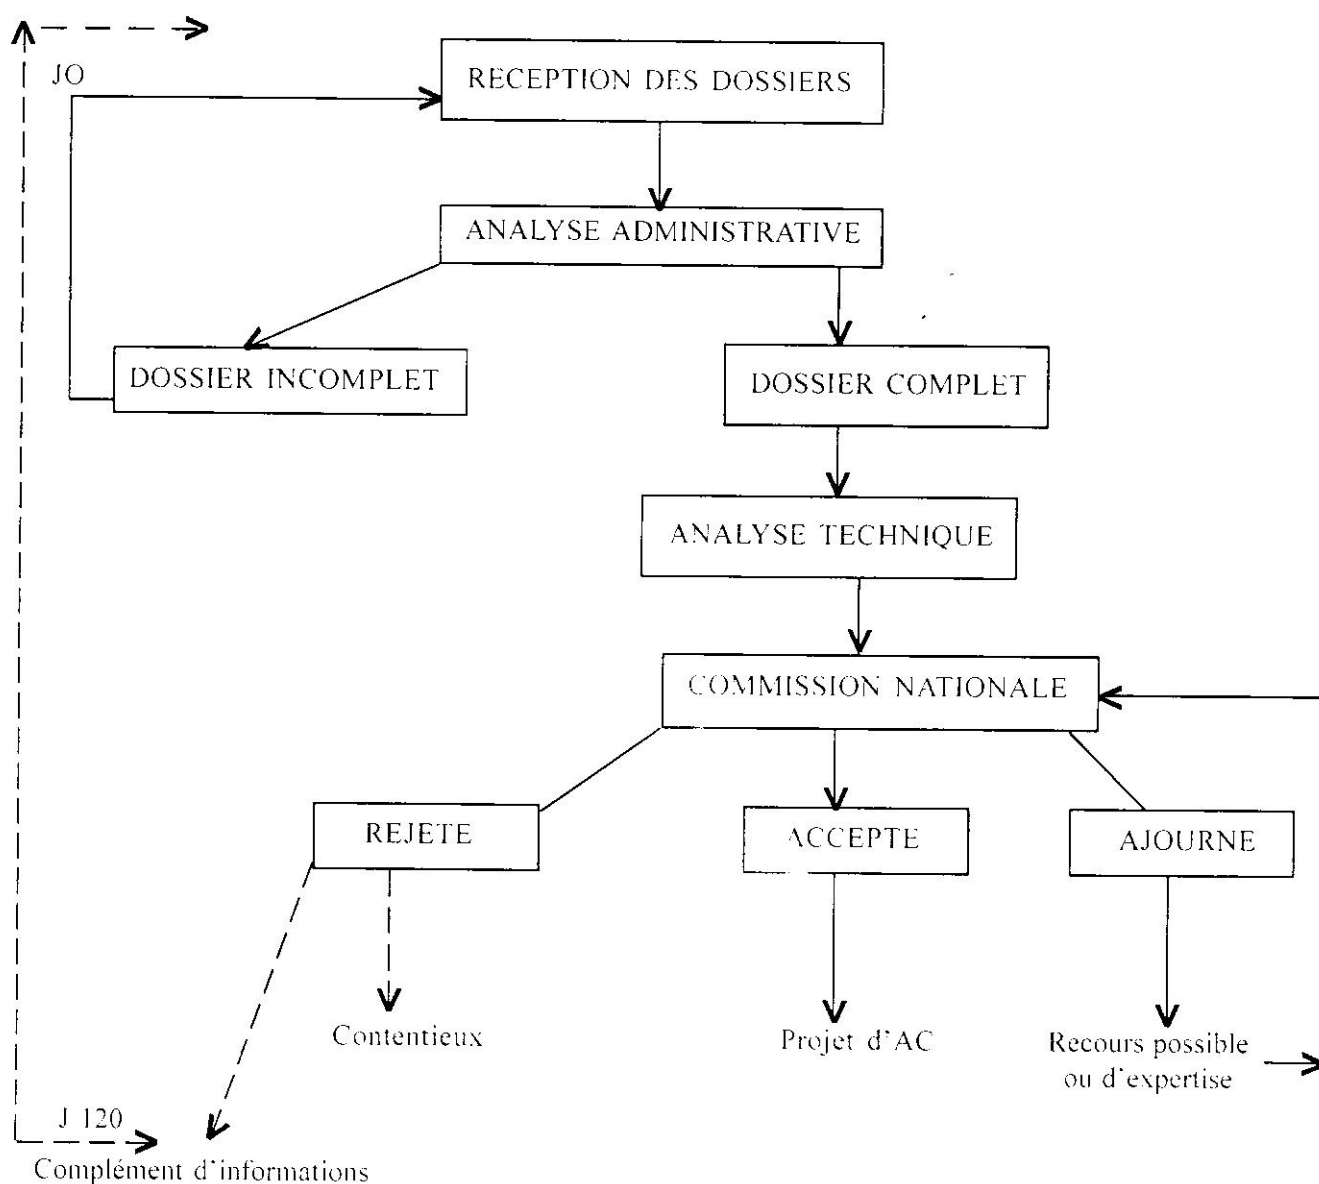 JO
RECEPTION DES DOSSIERS
ANALYSE ADMINISTRATIVE
DOSSIER INCOMPLET
DOSSIER COMPLET
ANALYSE TECHNIQUE
COMMISSION NATIONALE
REJETE
ACCEPTE
AJOURNE
Contentieux
Projet d'AC
Recours possible
ou d'expertise
J 120
Complément d'informations